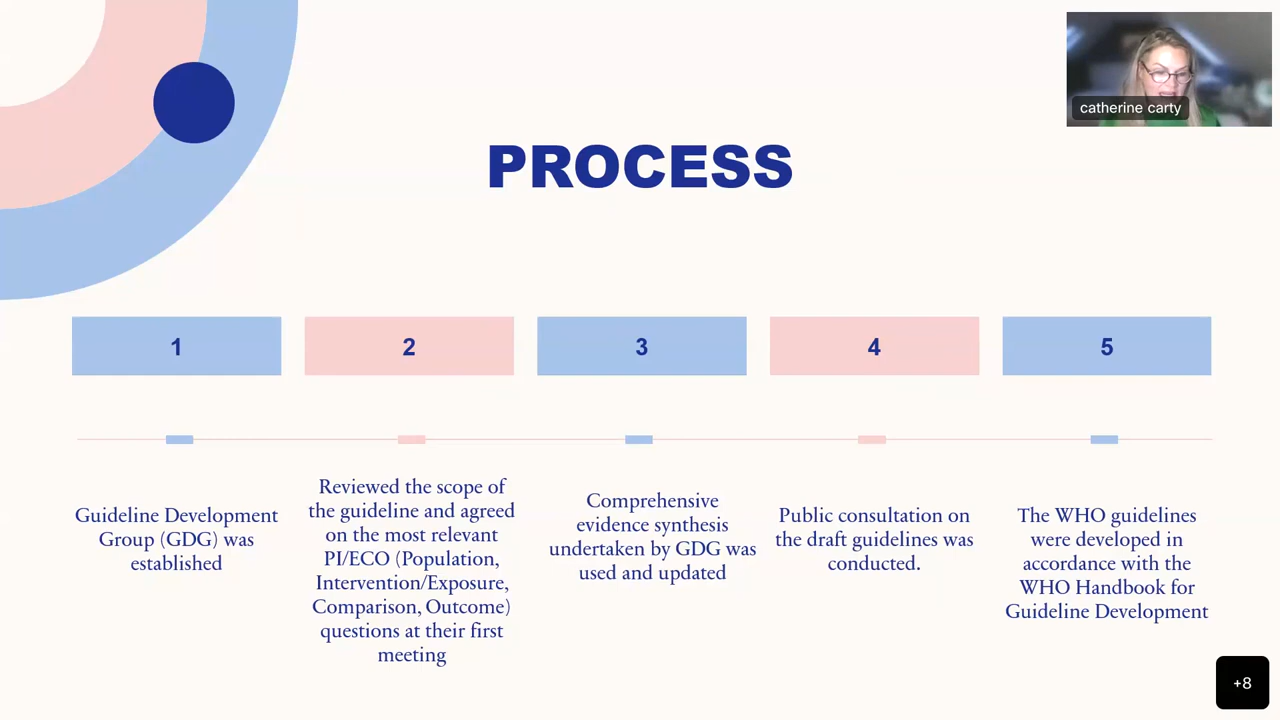 catherine carty
PROCESS
1
2
3
4
5
Guideline Development
Group (GDG) was
established
Reviewed the scope of
the guideline and agreed
on the most relevant
PI/ECO (Population,
Intervention/Exposure,
Comparison, Outcome)
questions at their first
meeting
Comprehensive
evidence synthesis
undertaken by GDG was
used and updated
Public consultation on
the draft guidelines was
conducted.
The WHO guidelines
were developed in
accordance with the
WHO Handbook for
Guideline Development
+8